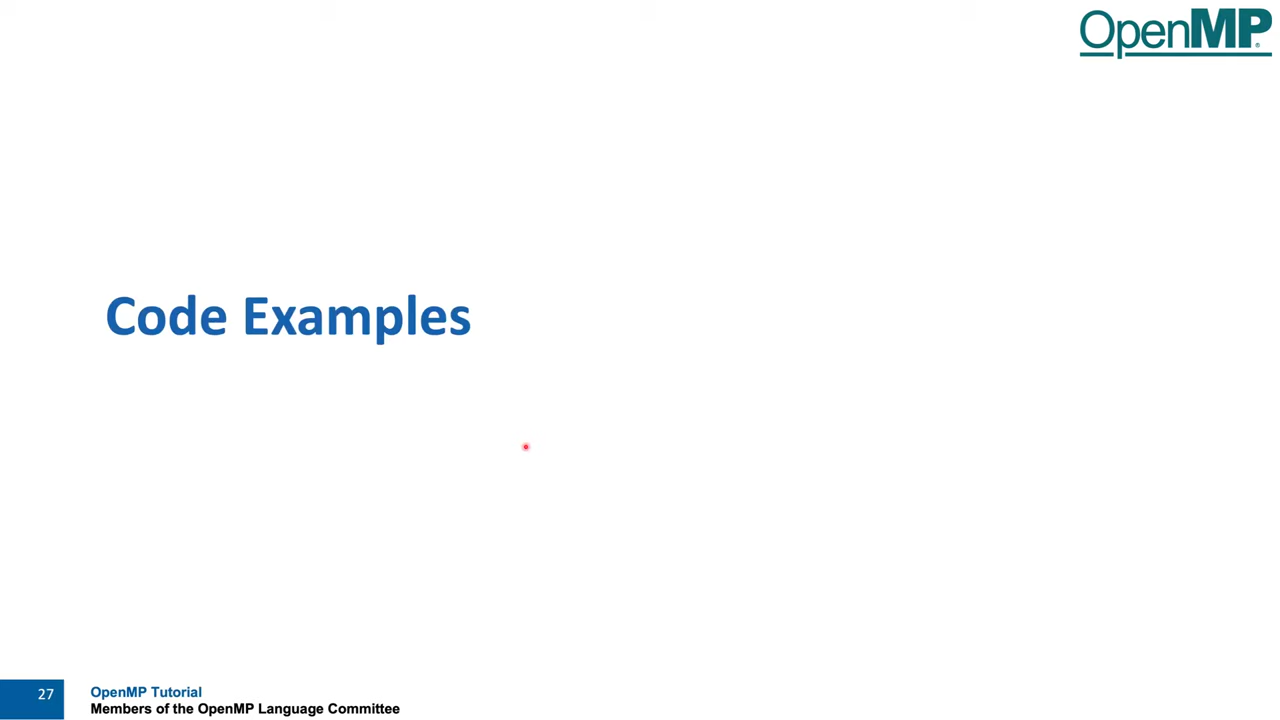 OpenMP®
Code Examples
27
OpenMP Tutorial
Members of the OpenMP Language Committee